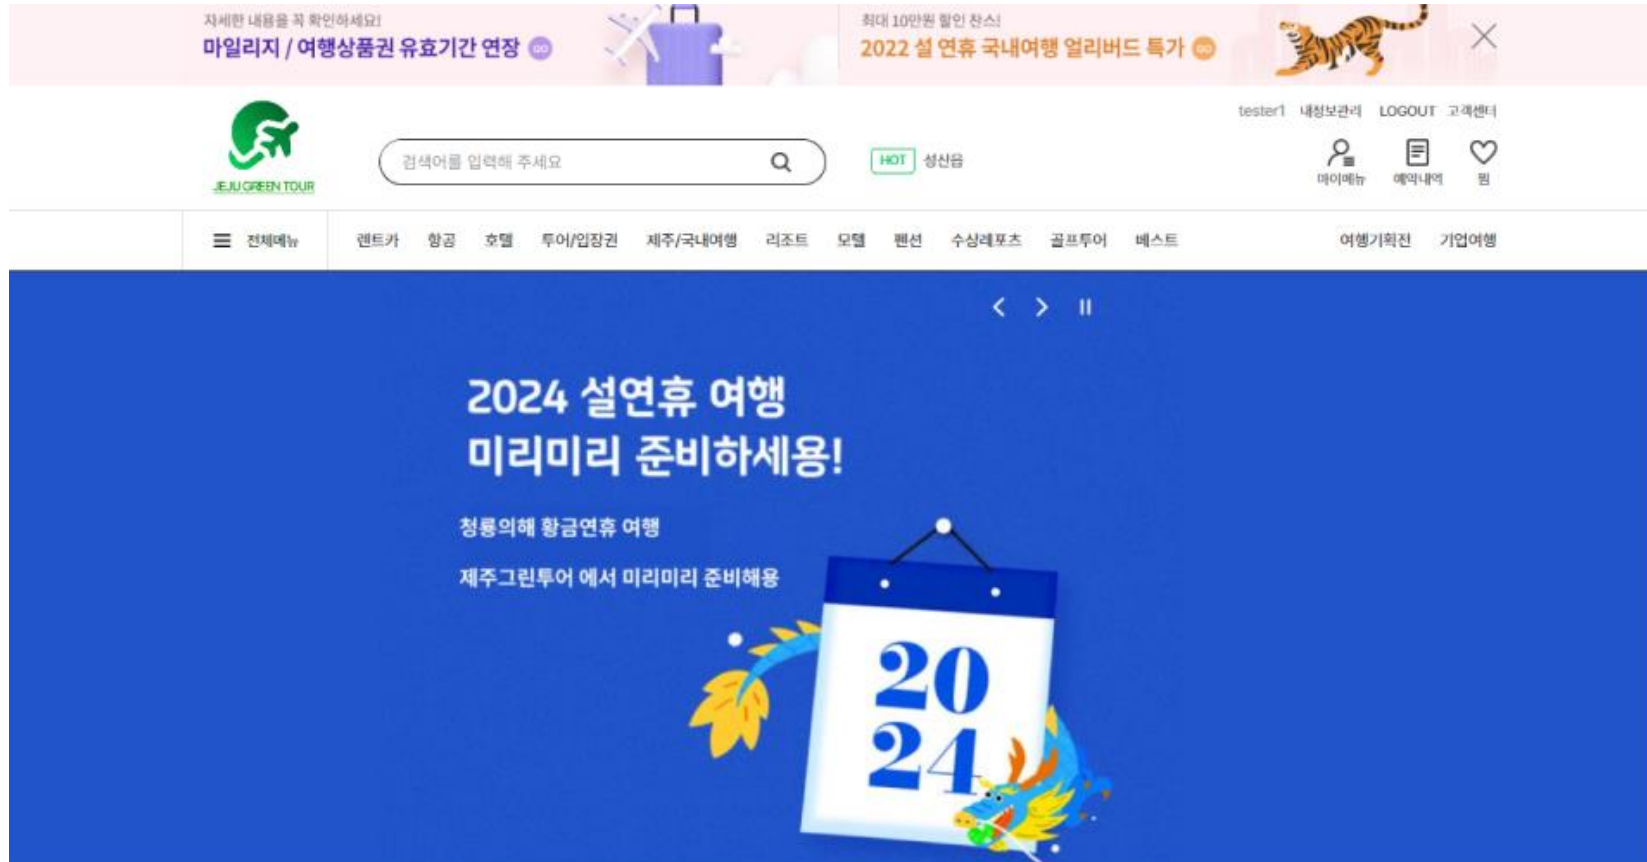 자세한 내용을 꼭 확인하세요!
마일리지 / 여행상품권 유효기간 연장 GO
최대 10만원 할인 찬스!
2022 설 연휴 국내여행 얼리버드 특가 GO
tester1 내정보관리 LOGOUT 고객센터
JEJU GREEN TOUR
검색어를 입력해 주세요
HOT 성산읍
마이메뉴 예약내역 찜
전체메뉴 렌트카 항공 호텔 투어/입장권 제주/국내여행 리조트 모텔 펜션 수상레포츠 골프투어 베스트 여행기획전 기업여행
2024 설연휴 여행
미리미리 준비하세용!
청룡의해 황금연휴 여행
제주그린투어 에서 미리미리 준비해용
20
24